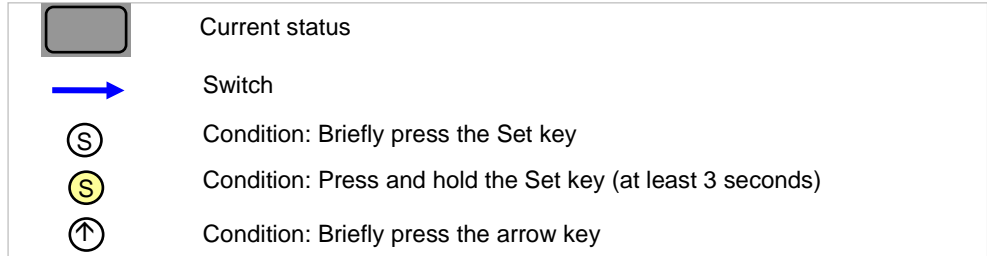 Current status
Switch
S Condition: Briefly press the Set key
S Condition: Press and hold the Set key (at least 3 seconds)
Condition: Briefly press the arrow key